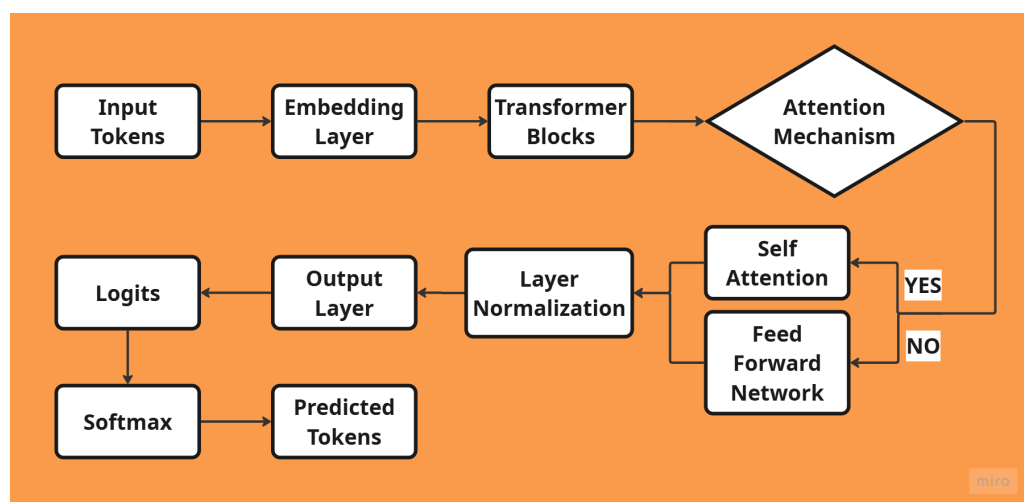 Input
Tokens
Embedding
Layer
Transformer
Blocks
Attention
Mechanism
Self
Attention
YES
Feed
Forward
Network
NO
Layer
Normalization
Output
Layer
Logits
Softmax
Predicted
Tokens
miro